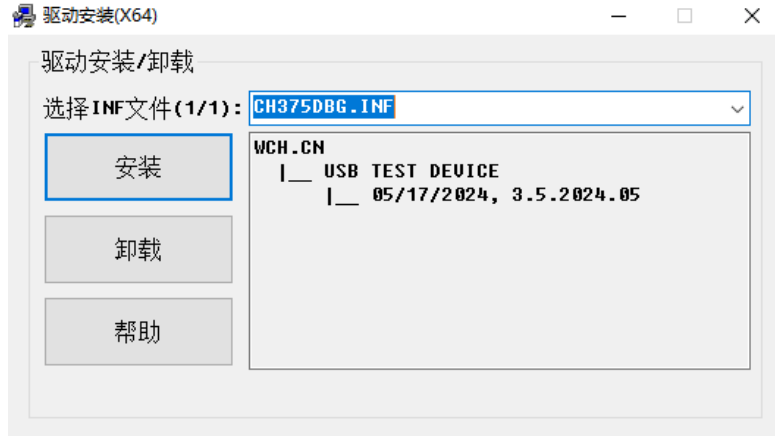 驱动安装(X64)
驱动安装/卸载
选择INF文件(1/1): CH375DBG.INF
安装
WCH.CN
|__ USB TEST DEVICE
|__ 05/17/2024, 3.5.2024.05
卸载
帮助